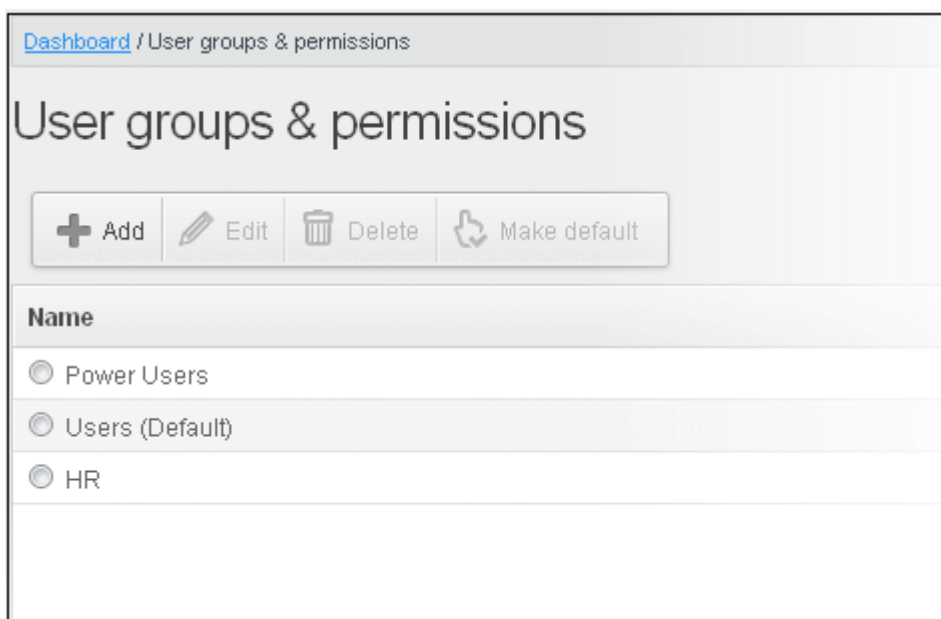 Dashboard / User groups & permissions
User groups & permissions
Add Edit Delete Make default
Name
Power Users
Users (Default)
HR